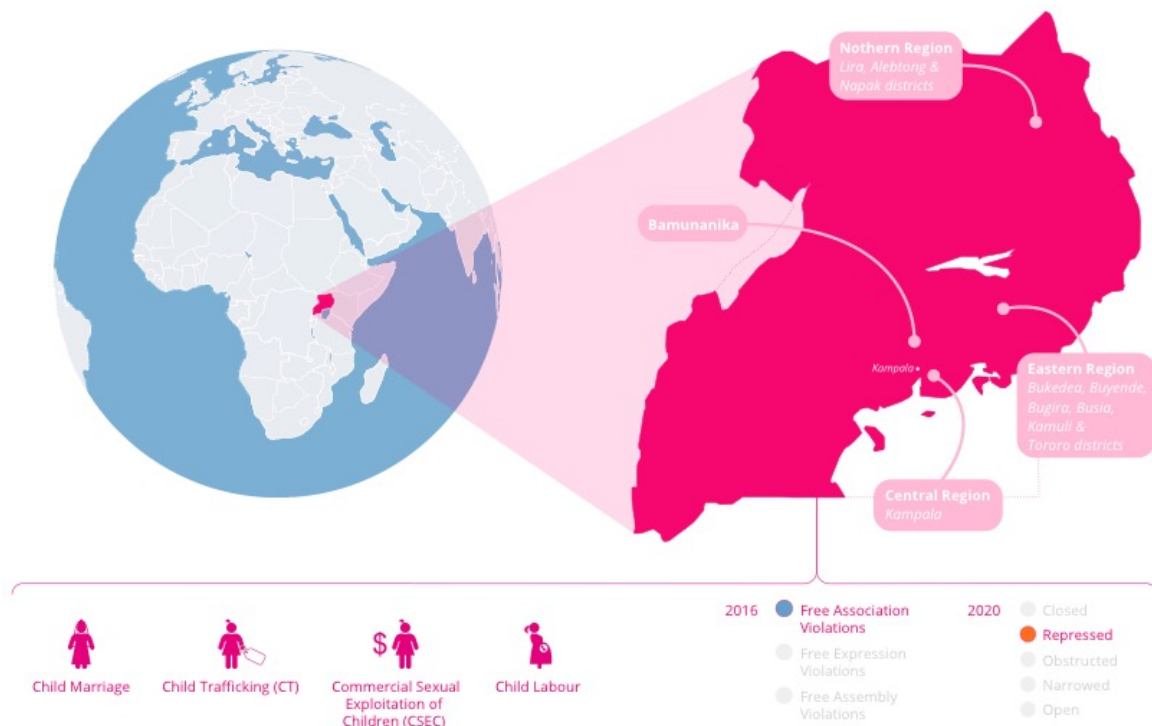 Nothern Region
Lira, Alebtong &
Napak districts
Bamunanika
Kampala
Eastern Region
Bukedea, Buyende,
Bugira, Busia,
Kamuli &
Tororo districts
Central Region
Kampala
Child Marriage
Child Trafficking (CT)
$
Commercial Sexual
Exploitation of
Children (CSEC)
Child Labour
2016
Free Association
Violations
Free Expression
Violations
Free Assembly
Violations
2020
Closed
Repressed
Obstructed
Narrowed
Open